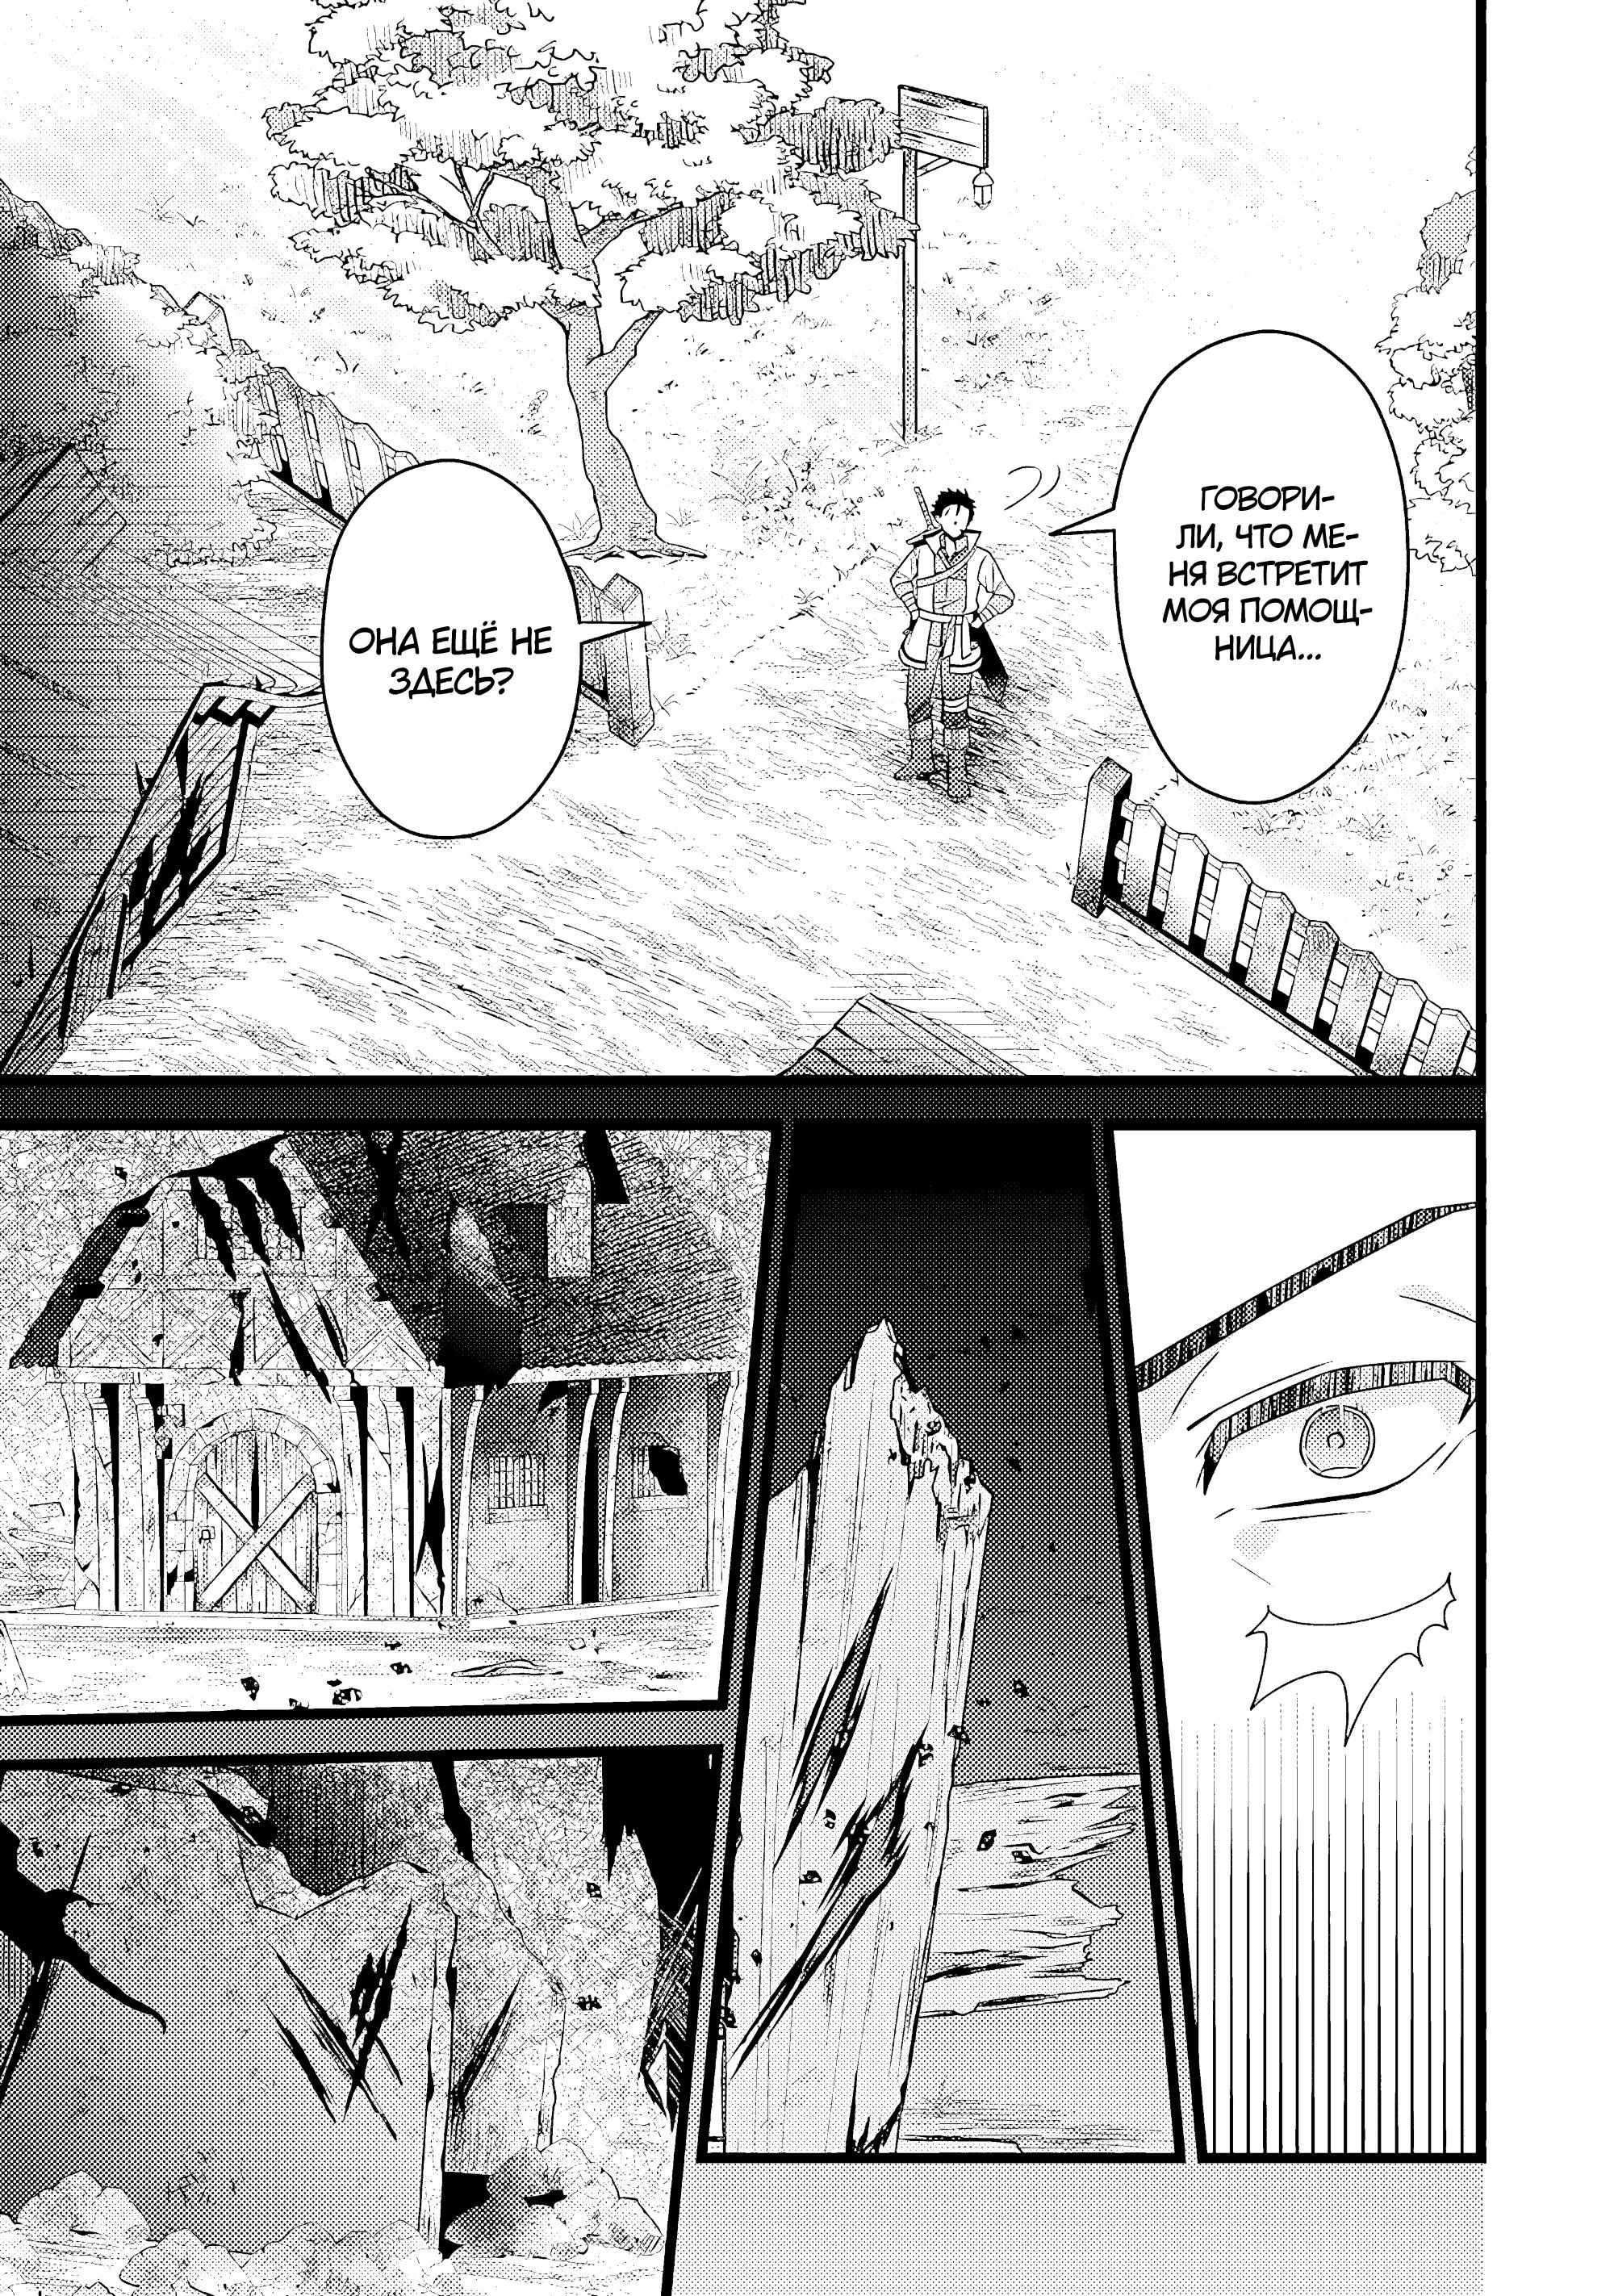 ГОВОРИ-
ЛИ, ЧТО МЕ-
НЯ ВСТРЕТИТ
МОЯ ПОМОЩ-
НИЦА...
ОНА ЕЩЁ НЕ
ЗДЕСЬ?